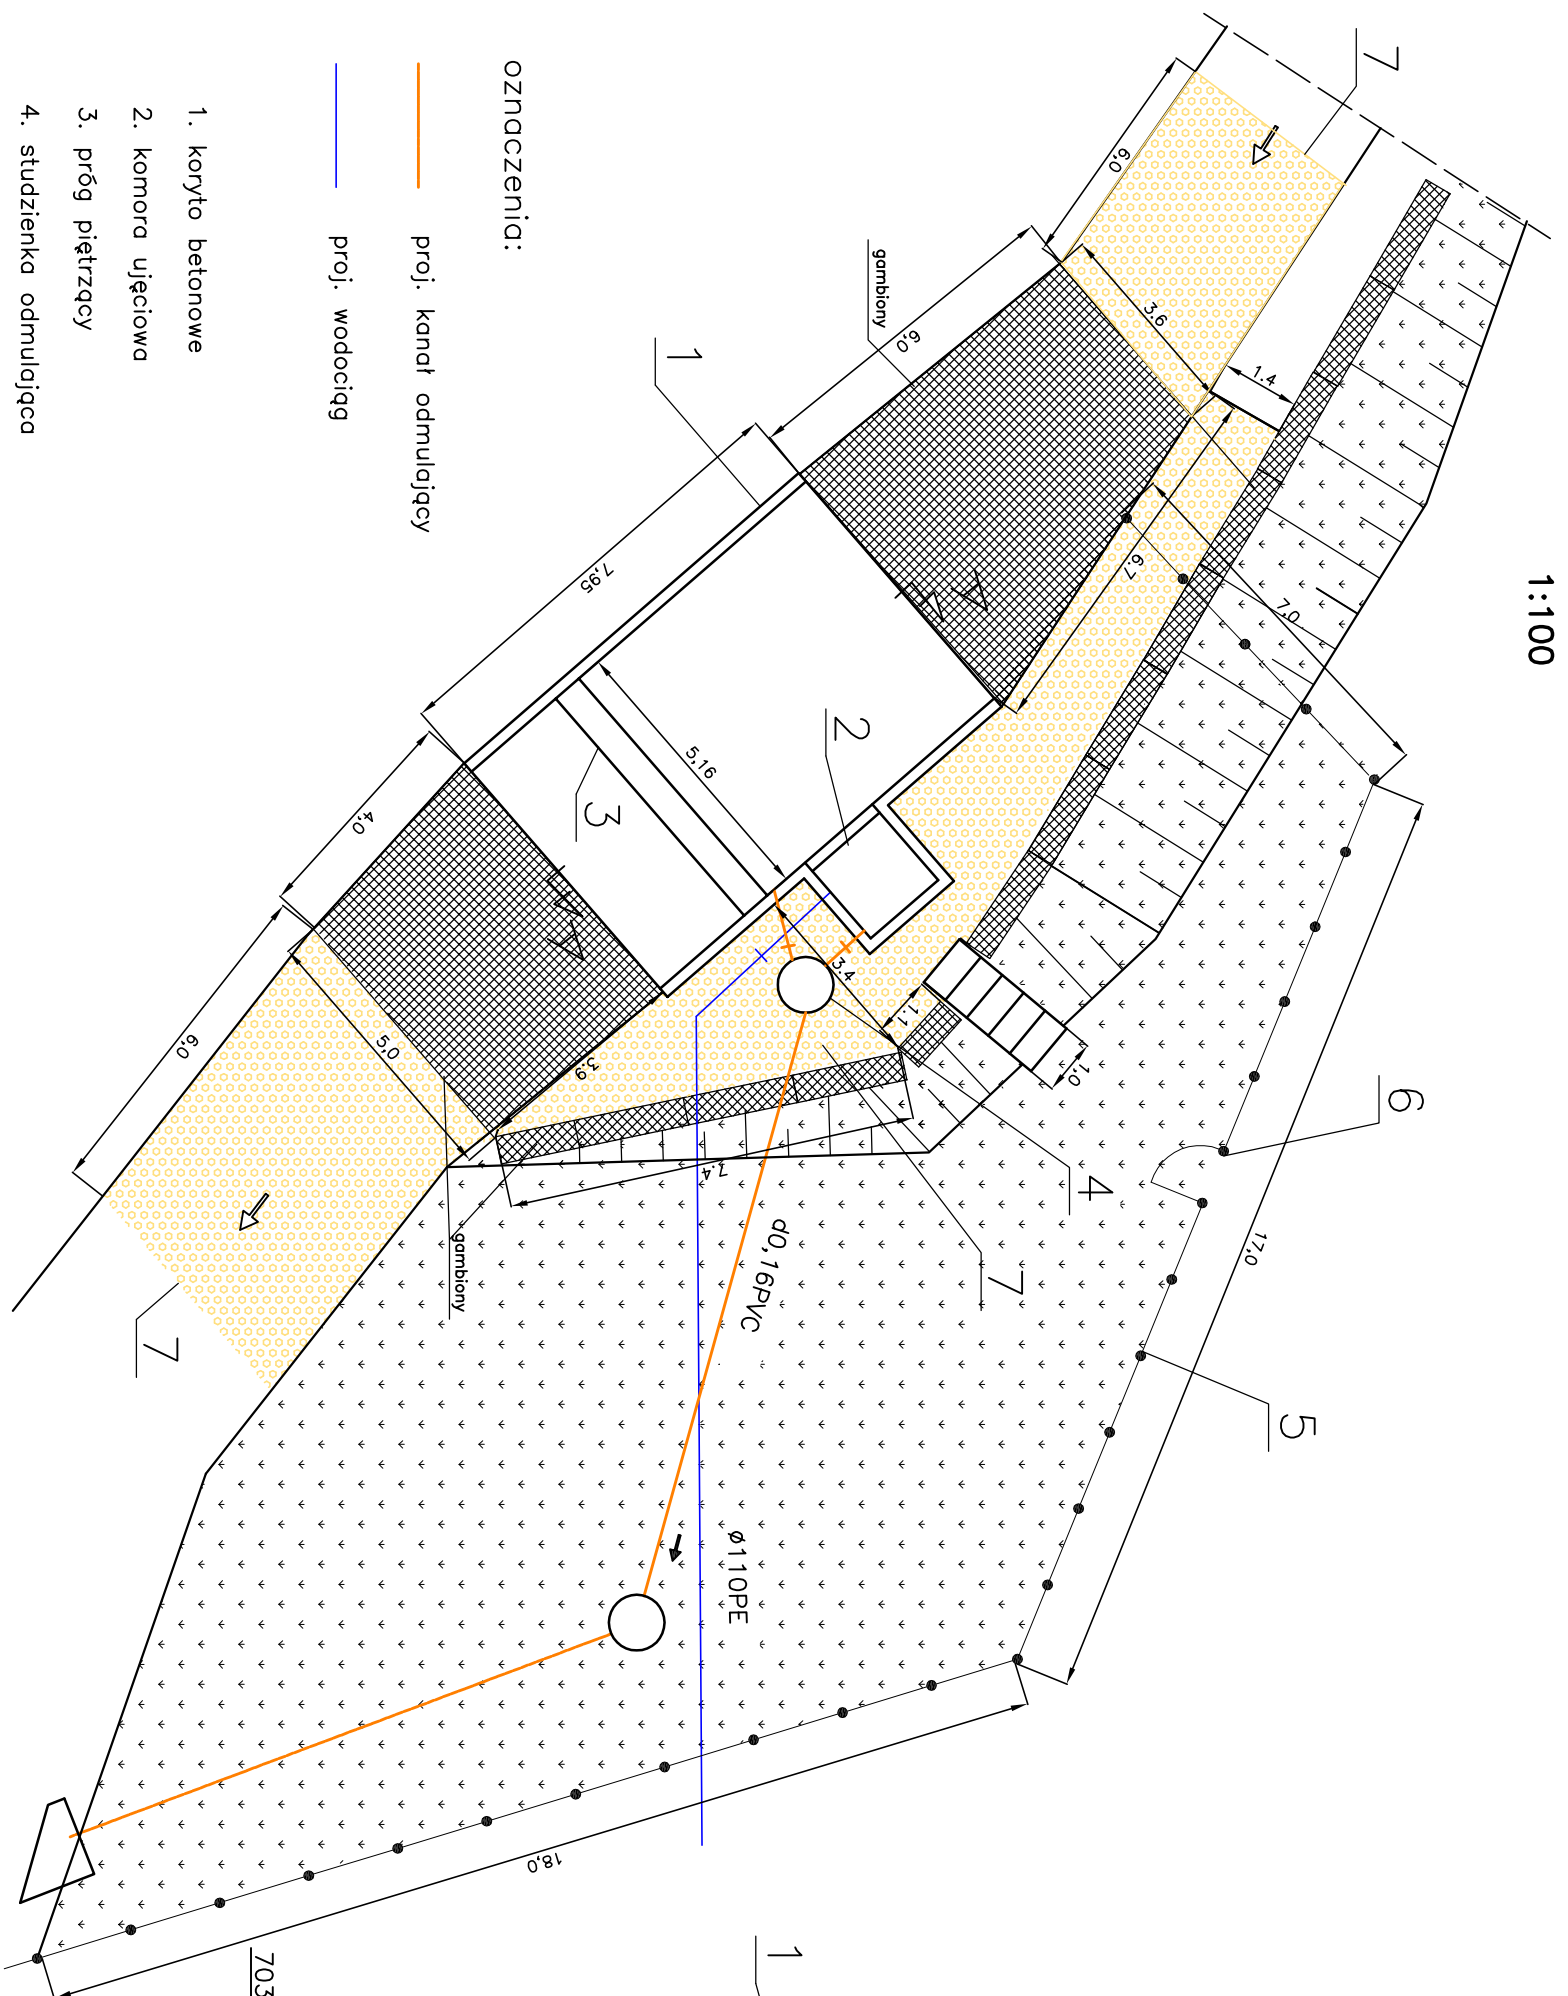 1:100
7
6,0
3.6
1.4
gambiony
6,0
1
6.7
7,0
A
7,95
5,16
2
3
4,0
A
3.4
1.1
1,0
6,0
5,0
3.9
7.4
6
4
7
17,0
5
gambiony
7
d0,16PVC
ø110PE
18,0
703
1
oznaczenia:
proj. kanał odmulający
proj. wodociąg
1. koryto betonowe
2. komora ujęciowa
3. próg piętrzący
4. studzienka odmulająca